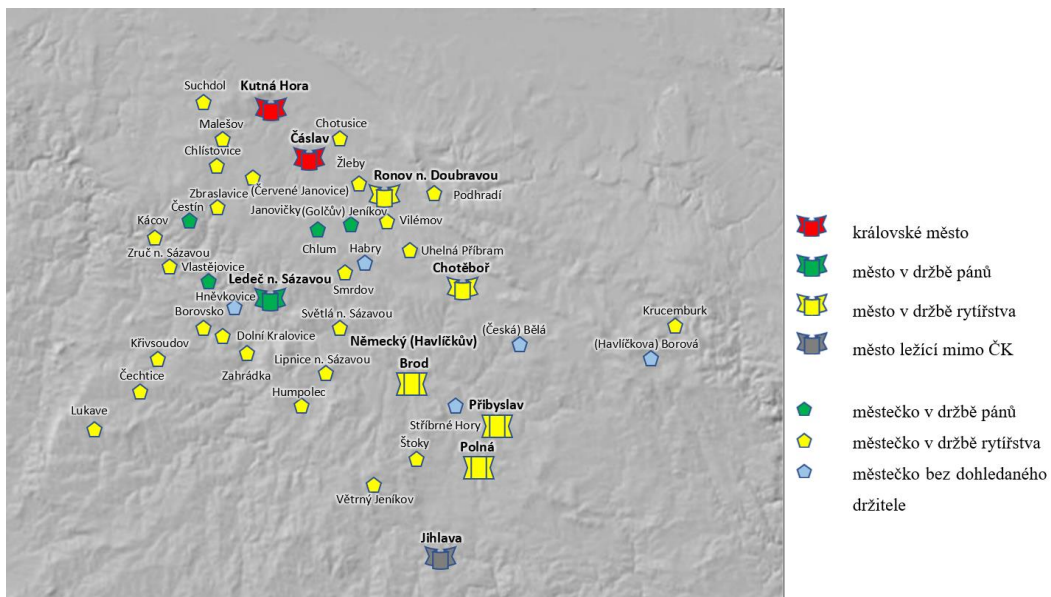 Suchdol
Kutná Hora
Malešov
Chotusice
Čáslav
Chlístovice
Žleby
Ronov n. Doubravou
Zbraslavice
(Červené Janovice)
Podhradí
Čestín
Janovičky
(Golčův) Jeníkov
Kácov
Vilémov
Chlum
Habry
Uhelná Příbram
Zruč n. Sázavou
Vlastějovice
Ledeč n. Sázavou
Chotěboř
Smrdov
Hněvkovice
Borovsko
Světlá n. Sázavou
Krucemburk
(Česká) Bělá
Dolní Kralovice
Německý (Havlíčkův)
Brod
(Havlíčkova) Borová
Křivsoudov
Lipnice n. Sázavou
Zahrádka
Čechtice
Humpolec
Přibyslav
Lukave
Stříbrné Hory
Štoky
Polná
Větrný Jeníkov
Jihlava
královské město
město v držbě pánů
město v držbě rytířstva
město ležící mimo ČK
městečko v držbě pánů
městečko v držbě rytířstva
městečko bez dohledaného
držitele